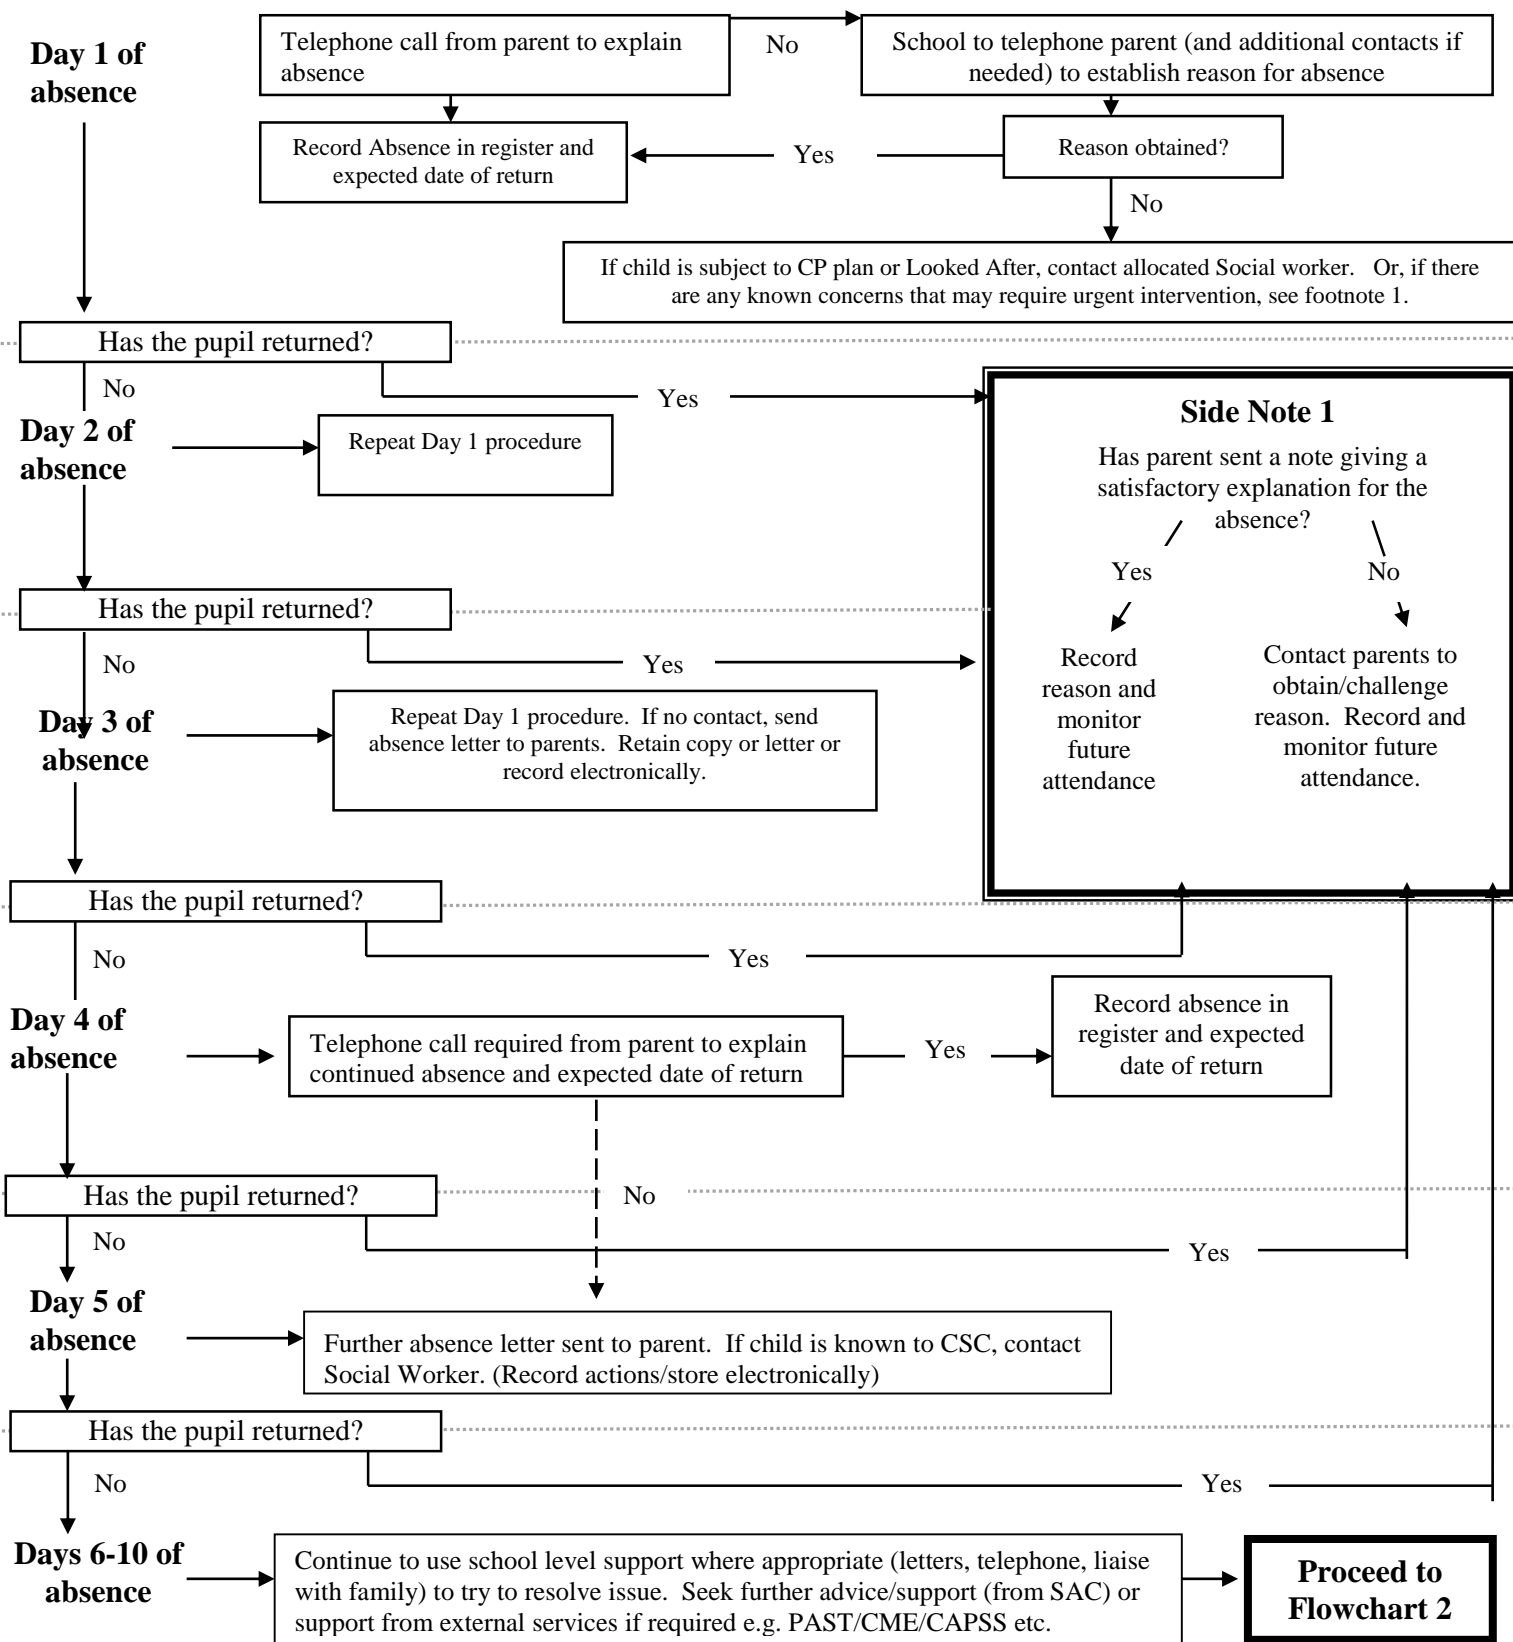 Day 1 of
absence
Telephone call from parent to explain
absence
No
School to telephone parent (and additional contacts if
needed) to establish reason for absence
Record Absence in register and
expected date of return
Yes
Reason obtained?
No
If child is subject to CP plan or Looked After, contact allocated Social worker. Or, if there
are any known concerns that may require urgent intervention, see footnote 1.
Has the pupil returned?
No
Yes
Day 2 of
absence
Repeat Day 1 procedure
Side Note 1
Has parent sent a note giving a
satisfactory explanation for the
absence?
Yes
No
Record
reason and
monitor
future
attendance
Contact parents to
obtain/challenge
reason. Record and
monitor future
attendance.
Has the pupil returned?
No
Yes
Day 3 of
absence
Repeat Day 1 procedure. If no contact, send
absence letter to parents. Retain copy or letter or
record electronically.
Has the pupil returned?
No
Yes
Day 4 of
absence
Telephone call required from parent to explain
continued absence and expected date of return
Yes
Record absence in
register and expected
date of return
Has the pupil returned?
No
No
Yes
Day 5 of
absence
Further absence letter sent to parent. If child is known to CSC, contact
Social Worker. (Record actions/store electronically)
Has the pupil returned?
No
Yes
Days 6-10 of
absence
Continue to use school level support where appropriate (letters, telephone, liaise
with family) to try to resolve issue. Seek further advice/support (from SAC) or
support from external services if required e.g. PAST/CME/CAPSS etc.
Proceed to
Flowchart 2